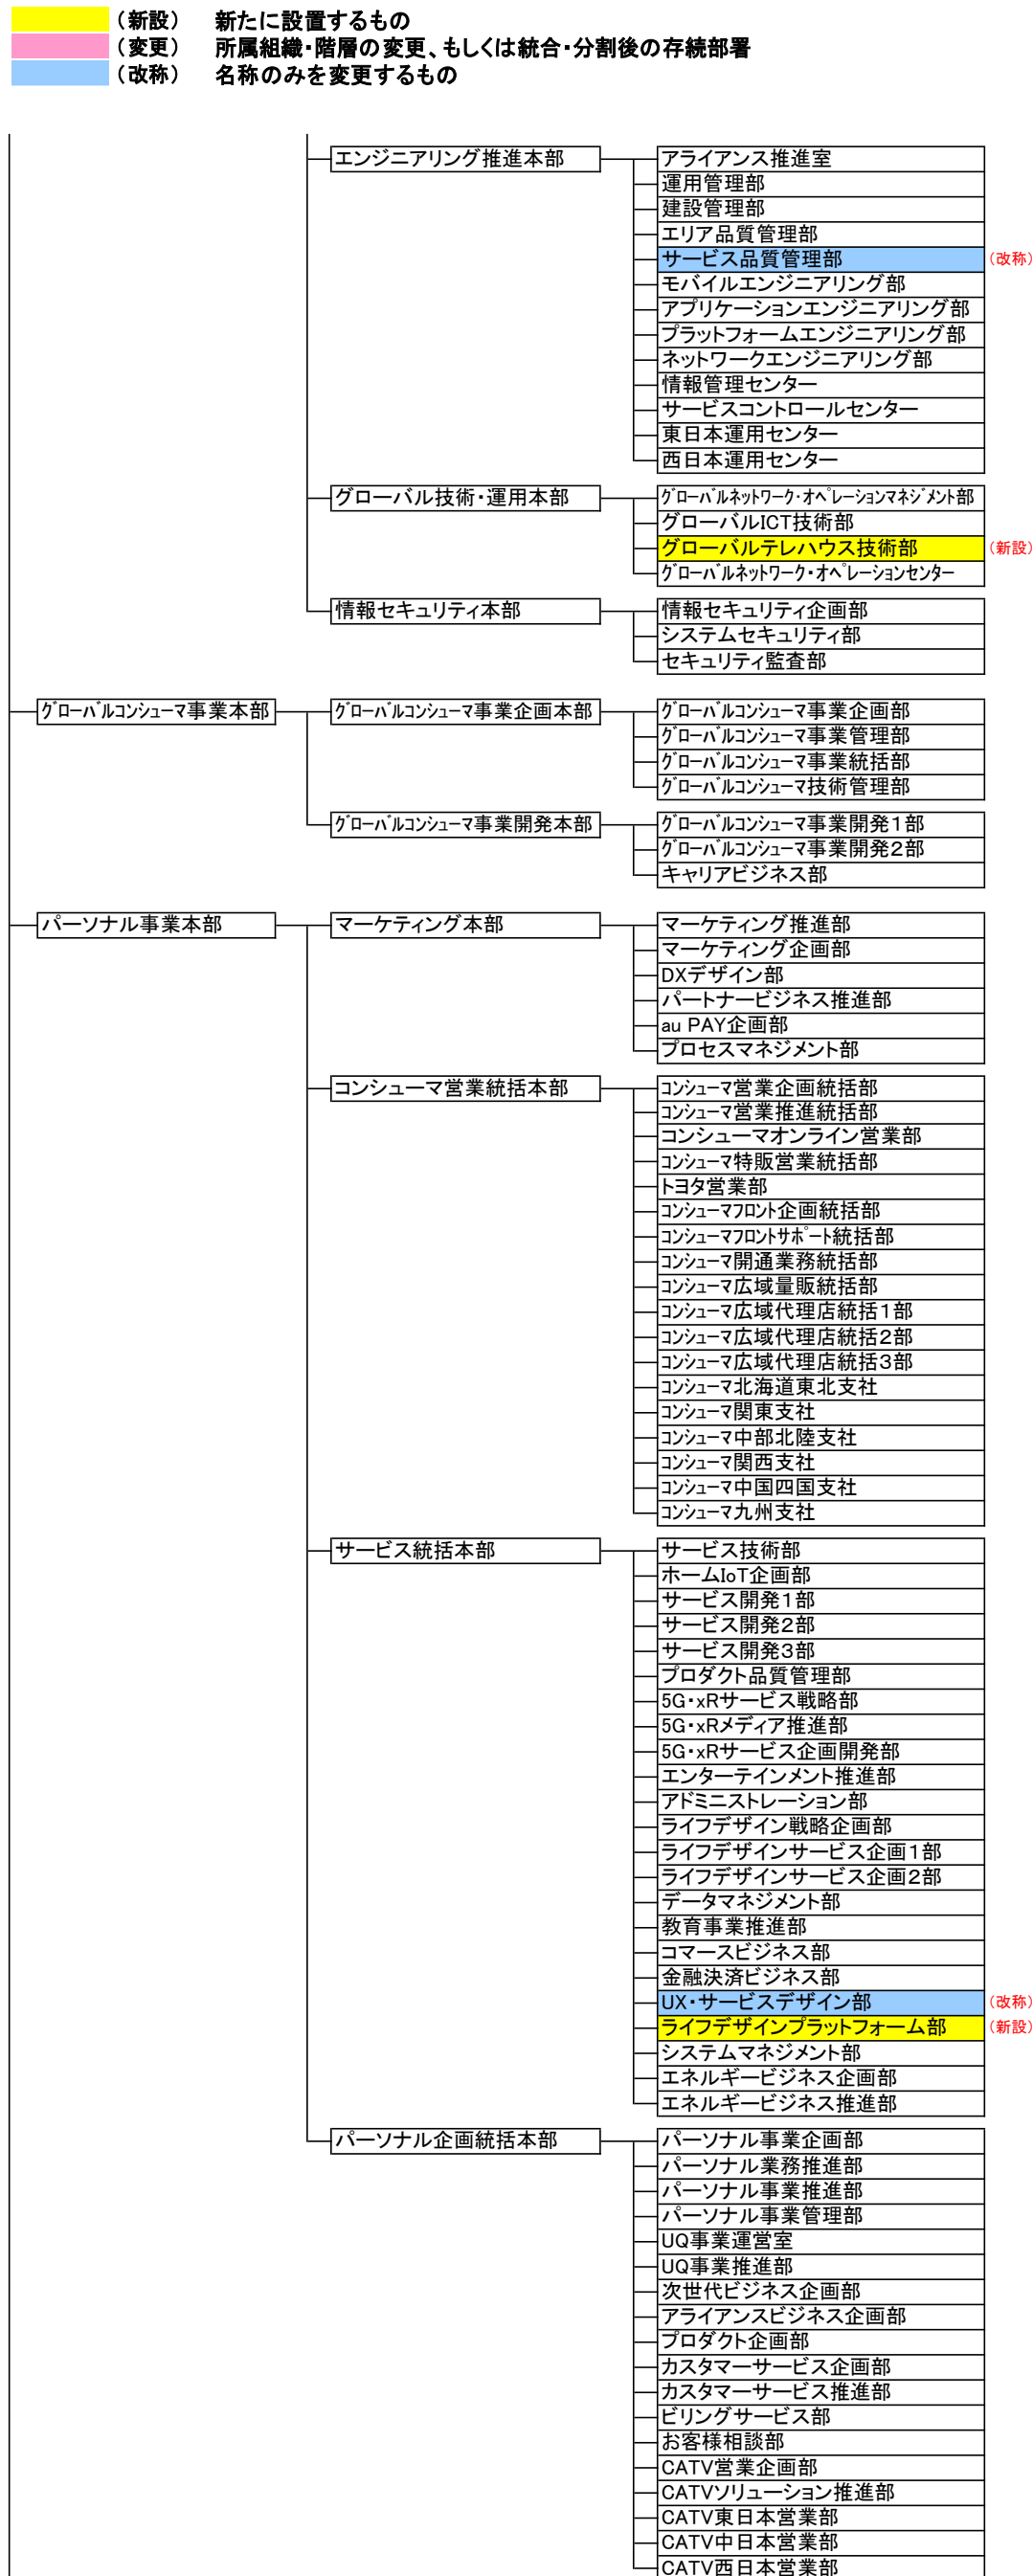 （新設） 新たに設置するもの
（変更） 所属組織・階層の変更、もしくは統合・分割後の存続部署
（改称） 名称のみを変更するもの
エンジニアリング推進本部 アライアンス推進室
運用管理部
建設管理部
エリア品質管理部
サービス品質管理部 （改称）
モバイルエンジニアリング部
アプリケーションエンジニアリング部
プラットフォームエンジニアリング部
ネットワークエンジニアリング部
情報管理センター
サービスコントロールセンター
東日本運用センター
西日本運用センター
グローバル技術・運用本部 ｸﾞﾛｰﾊﾞﾙﾈｯﾄﾜｰｸ・ｵﾍﾟﾚｰｼｮﾝﾏﾈｼﾞﾒﾝﾄ部
グローバルICT技術部
グローバルテレハウス技術部 （新設）
ｸﾞﾛｰﾊﾞﾙﾈｯﾄﾜｰｸ・ｵﾍﾟﾚｰｼｮﾝｾﾝﾀｰ
情報セキュリティ本部 情報セキュリティ企画部
システムセキュリティ部
セキュリティ監査部
ｸﾞﾛｰﾊﾞﾙｺﾝｼｭｰﾏ事業本部 ｸﾞﾛｰﾊﾞﾙｺﾝｼｭｰﾏ事業企画本部 ｸﾞﾛｰﾊﾞﾙｺﾝｼｭｰﾏ事業企画部
ｸﾞﾛｰﾊﾞﾙｺﾝｼｭｰﾏ事業管理部
ｸﾞﾛｰﾊﾞﾙｺﾝｼｭｰﾏ事業統括部
ｸﾞﾛｰﾊﾞﾙｺﾝｼｭｰﾏ技術管理部
ｸﾞﾛｰﾊﾞﾙｺﾝｼｭｰﾏ事業開発本部 ｸﾞﾛｰﾊﾞﾙｺﾝｼｭｰﾏ事業開発１部
ｸﾞﾛｰﾊﾞﾙｺﾝｼｭｰﾏ事業開発２部
キャリアビジネス部
パーソナル事業本部 マーケティング本部 マーケティング推進部
マーケティング企画部
DXデザイン部
パートナービジネス推進部
au PAY企画部
プロセスマネジメント部
コンシューマ営業統括本部 ｺﾝｼｭｰﾏ営業企画統括部
ｺﾝｼｭｰﾏ営業推進統括部
コンシューマオンライン営業部
ｺﾝｼｭｰﾏ特販営業統括部
トヨタ営業部
ｺﾝｼｭｰﾏﾌﾛﾝﾄ企画統括部
ｺﾝｼｭｰﾏﾌﾛﾝﾄｻﾎﾟｰﾄ統括部
ｺﾝｼｭｰﾏ開通業務統括部
ｺﾝｼｭｰﾏ広域量販統括部
ｺﾝｼｭｰﾏ広域代理店統括１部
ｺﾝｼｭｰﾏ広域代理店統括２部
ｺﾝｼｭｰﾏ広域代理店統括３部
ｺﾝｼｭｰﾏ北海道東北支社
ｺﾝｼｭｰﾏ関東支社
ｺﾝｼｭｰﾏ中部北陸支社
ｺﾝｼｭｰﾏ関西支社
ｺﾝｼｭｰﾏ中国四国支社
ｺﾝｼｭｰﾏ九州支社
サービス統括本部 サービス技術部
ホームIoT企画部
サービス開発１部
サービス開発２部
サービス開発３部
プロダクト品質管理部
5G・xRサービス戦略部
5G・xRメディア推進部
5G・xRサービス企画開発部
エンターテインメント推進部
アドミニストレーション部
ライフデザイン戦略企画部
ライフデザインサービス企画１部
ライフデザインサービス企画２部
データマネジメント部
教育事業推進部
コマースビジネス部
金融決済ビジネス部
UX・サービスデザイン部 （改称）
ライフデザインプラットフォーム部 （新設）
システムマネジメント部
エネルギービジネス企画部
エネルギービジネス推進部
パーソナル企画統括本部 パーソナル事業企画部
パーソナル業務推進部
パーソナル事業推進部
パーソナル事業管理部
UQ事業運営室
UQ事業推進部
次世代ビジネス企画部
アライアンスビジネス企画部
プロダクト企画部
カスタマーサービス企画部
カスタマーサービス推進部
ビリングサービス部
お客様相談部
CATV営業企画部
CATVソリューション推進部
CATV東日本営業部
CATV中日本営業部
CATV西日本営業部